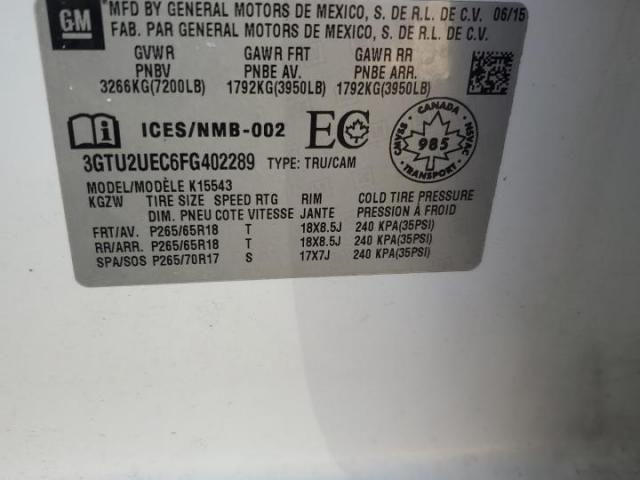 GM
MFD BY GENERAL MOTORS DE MEXICO, S. DE R.L. DE C.V. 06/15
FAB. PAR GENERAL MOTORS DE MEXICO, S. DE R.L. DE C.V.
GVWR GAWR FRT GAWR RR
PNBV PNBE AV. PNBE ARR.
3266KG(7200LB) 1792KG(3950LB) 1792KG(3950LB)
ICES/NMB-002 EC CANADA CMVSS 985 NSVAC TRANSPORT
3GTU2UEC6FG402289 TYPE: TRU/CAM
MODEL/MODÈLE K15543
KGZW TIRE SIZE SPEED RTG RIM COLD TIRE PRESSURE
DIM. PNEU COTE VITESSE JANTE PRESSION À FROID
FRT/AV. P265/65R18 T 18X8.5J 240 KPA(35PSI)
RR/ARR. P265/65R18 T 18X8.5J 240 KPA(35PSI)
SPA/SOS P265/70R17 S 17X7J 240 KPA(35PSI)